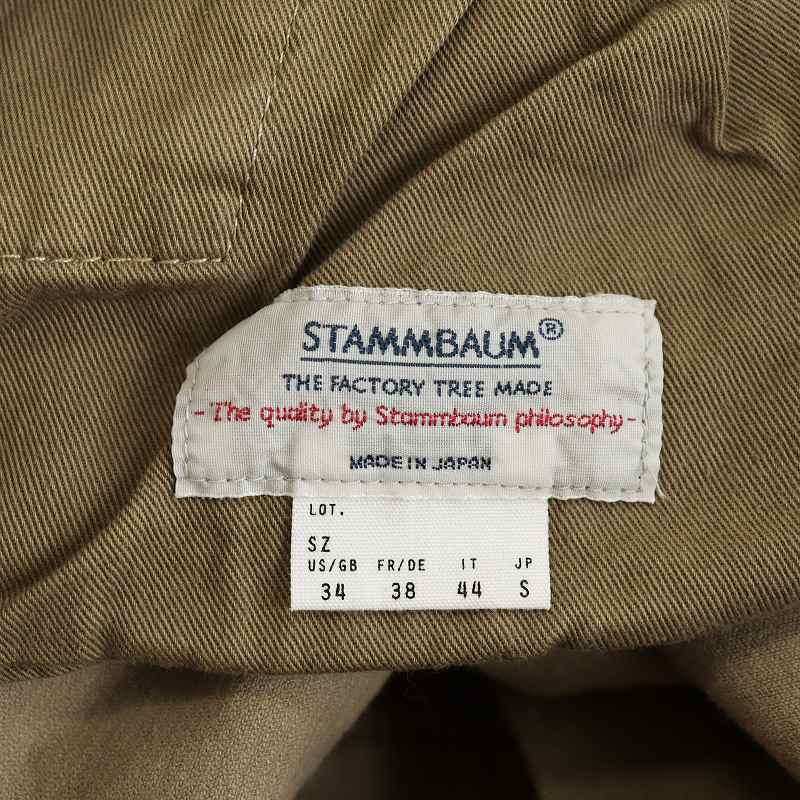 STAMMBAUM®
THE FACTORY TREE MADE
-The quality by Stammbaum philosophy-
MADE IN JAPAN
LOT.
SZ
US/GB FR/DE IT JP
34 38 44 S